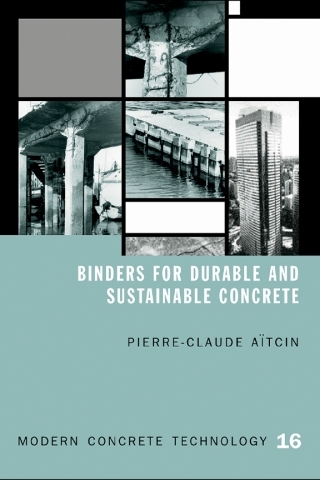 BINDERS FOR DURABLE AND
SUSTAINABLE CONCRETE
PIERRE-CLAUDE AÏTCIN
MODERN CONCRETE TECHNOLOGY 16